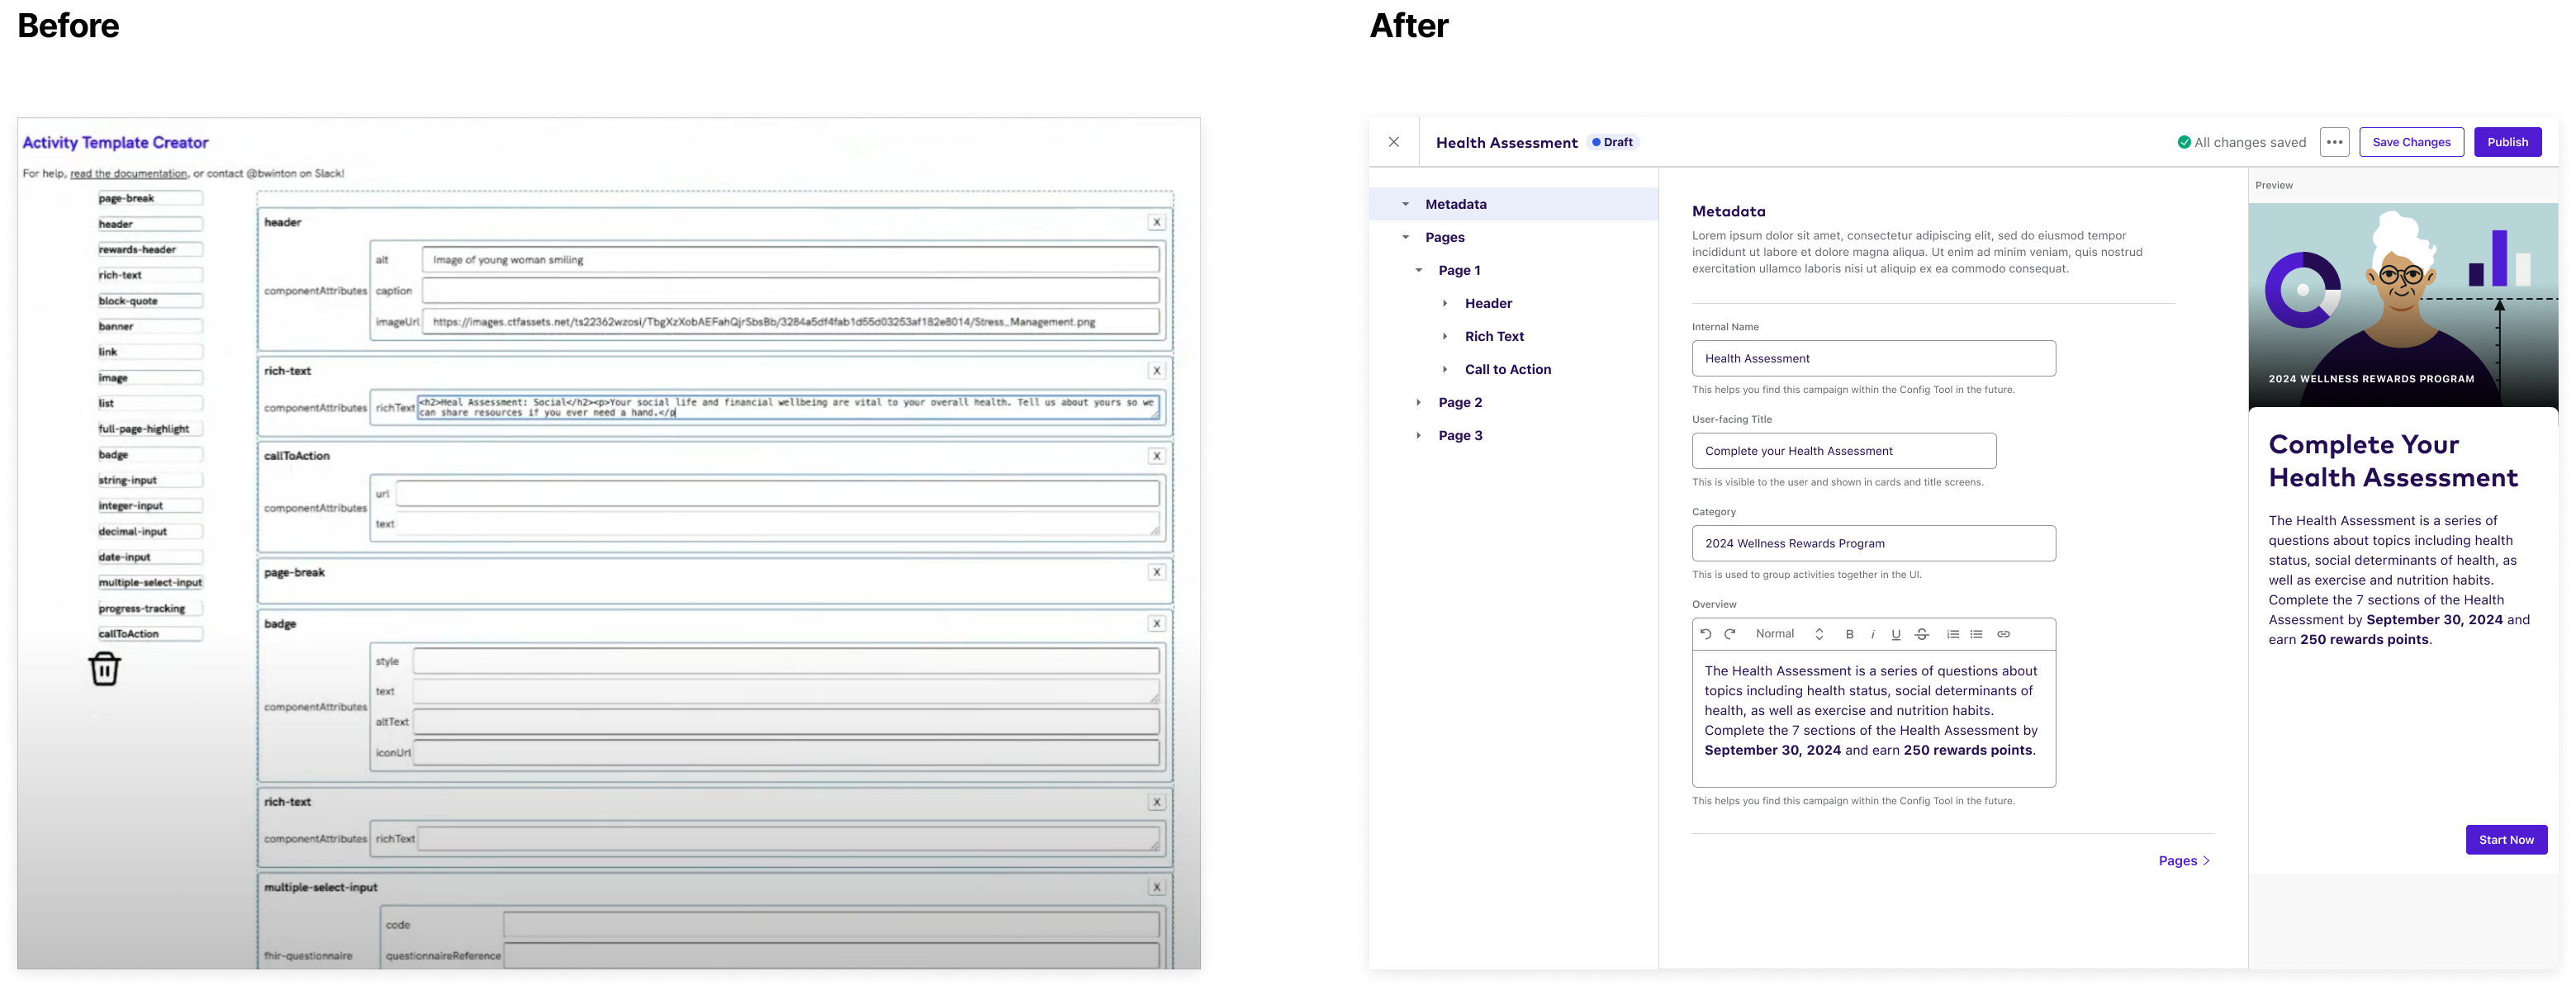 Before
After
Activity Template Creator
For help, read the documentation, or contact @bwinton on Slack!
page-break
header
rewards-header
rich-text
block-quote
banner
link
image
list
full-page-highlight
badge
string-input
integer-input
decimal-input
date-input
multiple-select-input
progress-tracking
callToAction
header
X
componentAttributes
alt
Image of young woman smiling
caption
imageUrl
https://images.ctfassets.net/ts22362wzosi/TbgXzXobAEFahQjrSbsBb/3284a5df4fab1d55d03253af182e8014/Stress_Management.png
rich-text
X
componentAttributes
richText
<h2>Heal Assessment: Social</h2><p>Your social life and financial wellbeing are vital to your overall health. Tell us about yours so we
can share resources if you ever need a hand.</p
callToAction
X
componentAttributes
url
text
page-break
X
badge
X
componentAttributes
style
text
altText
iconUrl
rich-text
X
componentAttributes
richText
multiple-select-input
X
code
fhir-questionnaire
questionnaireReference
Health Assessment
Draft
All changes saved
Save Changes
Publish
Metadata
Pages
Page 1
Header
Rich Text
Call to Action
Page 2
Page 3
Metadata
Lorem ipsum dolor sit amet, consectetur adipiscing elit, sed do eiusmod tempor
incididunt ut labore et dolore magna aliqua. Ut enim ad minim veniam, quis nostrud
exercitation ullamco laboris nisi ut aliquip ex ea commodo consequat.
Internal Name
Health Assessment
This helps you find this campaign within the Config Tool in the future.
User-facing Title
Complete your Health Assessment
This is visible to the user and shown in cards and title screens.
Category
2024 Wellness Rewards Program
This is used to group activities together in the UI.
Overview
Normal
B
i
U
S
The Health Assessment is a series of questions about
topics including health status, social determinants of
health, as well as exercise and nutrition habits.
Complete the 7 sections of the Health Assessment by
September 30, 2024 and earn 250 rewards points.
This helps you find this campaign within the Config Tool in the future.
Pages
Preview
2024 WELLNESS REWARDS PROGRAM
Complete Your
Health Assessment
The Health Assessment is a series of
questions about topics including health
status, social determinants of health, as
well as exercise and nutrition habits.
Complete the 7 sections of the Health
Assessment by September 30, 2024 and
earn 250 rewards points.
Start Now